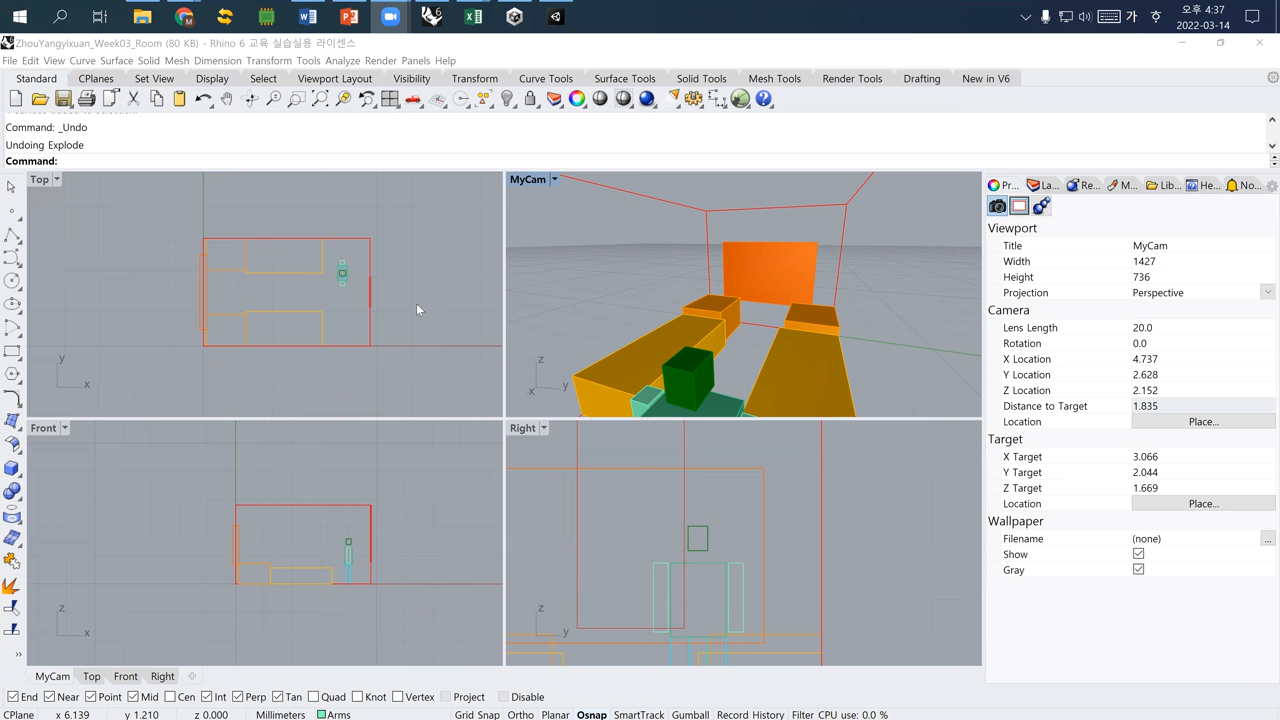 오후 4:37
가
2022-03-14
ZhouYangyixuan_Week03_Room (80 KB) - Rhino 6 교육 실습실용 라이센스
File Edit View Curve Surface Solid Mesh Dimension Transform Tools Analyze Render Panels Help
Standard CPlanes Set View Display Select Viewport Layout Visibility Transform Curve Tools Surface Tools Solid Tools Mesh Tools Render Tools Drafting New in V6
Command: _Undo
Undoing Explode
Command:
Top
MyCam
Pr... La... Re... M... Lib... He... No...
Viewport
Title MyCam
Width 1427
Height 736
Projection Perspective
Camera
Lens Length 20.0
Rotation 0.0
X Location 4.737
Y Location 2.628
Z Location 2.152
Distance to Target 1.835
Location Place...
Target
X Target 3.066
Y Target 2.044
Z Target 1.669
Location Place...
Wallpaper
Filename (none) ...
Show
Gray
y
x
z
y
x
Front
Right
z
x
z
y
MyCam Top Front Right
End Near Point Mid Cen Int Perp Tan Quad Knot Vertex Project Disable
CPlane x 6.139 y 1.210 z 0.000 Millimeters Arms Grid Snap Ortho Planar Osnap SmartTrack Gumball Record History Filter CPU use: 0.0 %